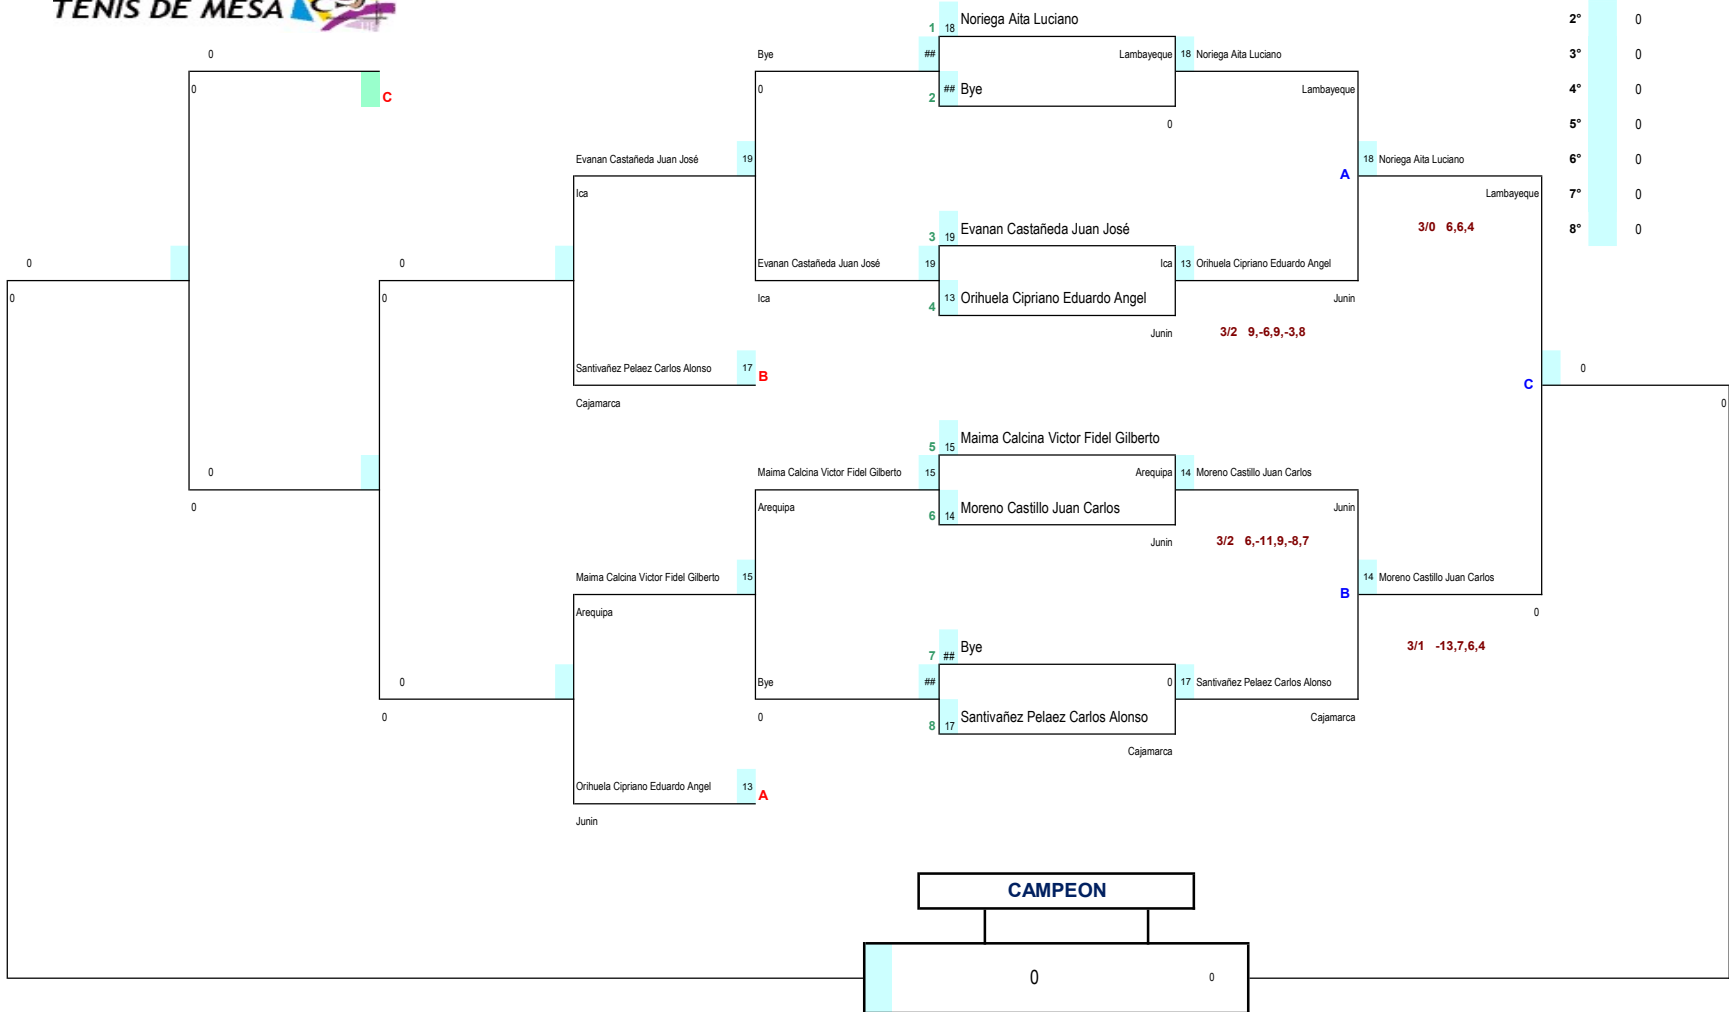 TENIS DE MESA
1 18 Noriega Aita Luciano
2° 0
0 Bye ## Lambayeque 18 Noriega Aita Luciano 3° 0
0 C 0 2 ## Bye Lambayeque 4° 0
0 5° 0
Evanan Castañeda Juan José 19 18 Noriega Aita Luciano 6° 0
A
Ica Lambayeque 7° 0
3 19 Evanan Castañeda Juan José 3/0 6,6,4 8° 0
0 0 Evanan Castañeda Juan José 19 Ica 13 Orihuela Cipriano Eduardo Angel
0 0 Ica 4 13 Orihuela Cipriano Eduardo Angel Junin
Junin 3/2 9,-6,9,-3,8
Santivañez Pelaez Carlos Alonso 17 B 0
C
Cajamarca 0
5 15 Maima Calcina Victor Fidel Gilberto
0 Maima Calcina Victor Fidel Gilberto 15 Arequipa 14 Moreno Castillo Juan Carlos
0 Arequipa 6 14 Moreno Castillo Juan Carlos Junin
Junin 3/2 6,-11,9,-8,7
Maima Calcina Victor Fidel Gilberto 15 14 Moreno Castillo Juan Carlos
B
Arequipa 0
7 ## Bye 3/1 -13,7,6,4
0 Bye ## 0 17 Santivañez Pelaez Carlos Alonso
0 0 8 17 Santivañez Pelaez Carlos Alonso Cajamarca
Cajamarca
Orihuela Cipriano Eduardo Angel 13 A
Junin
CAMPEON
0 0